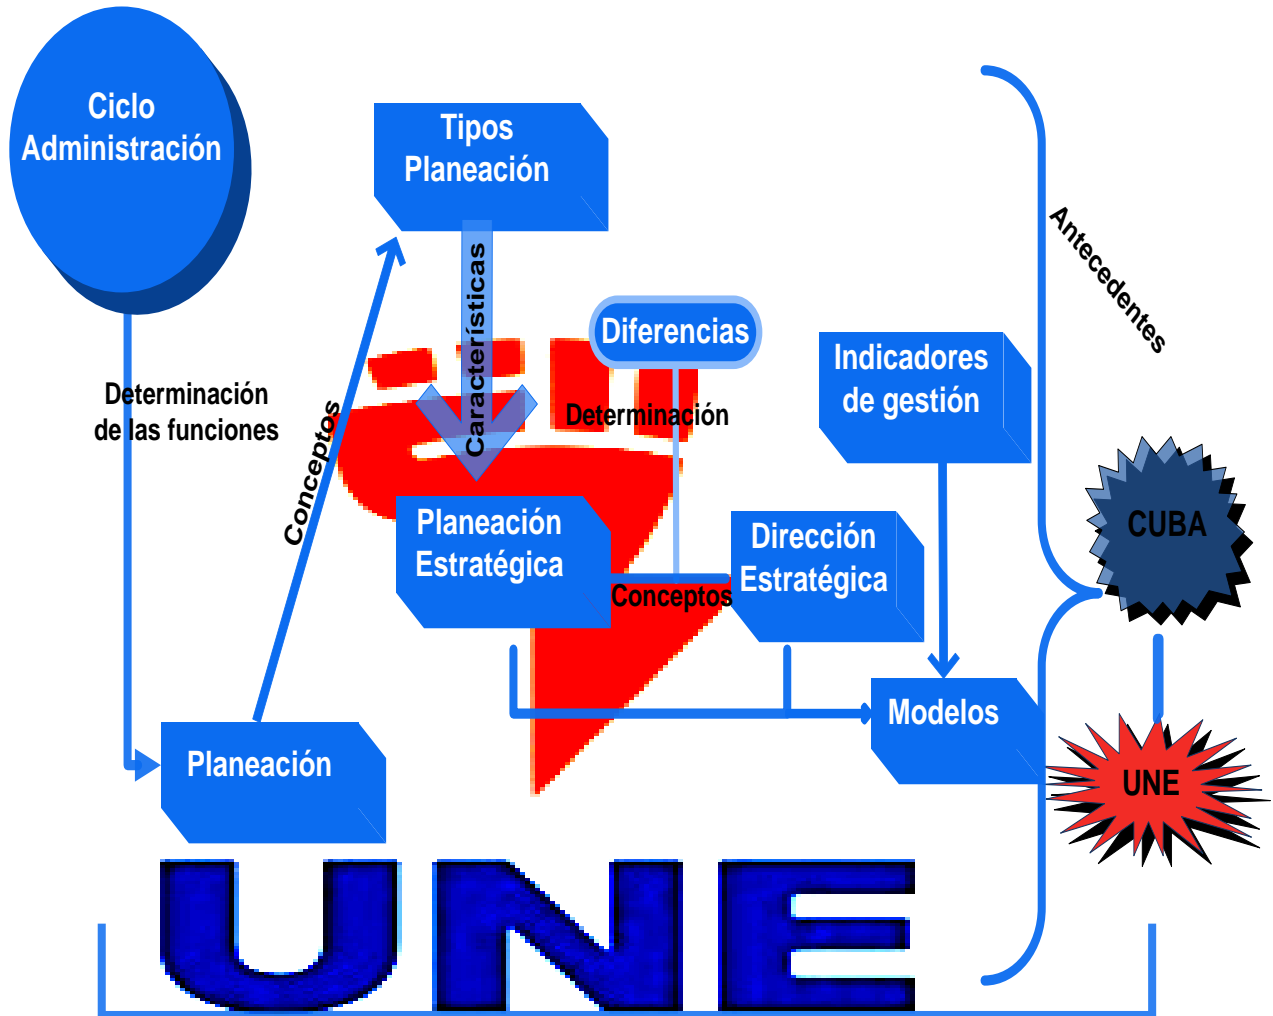 Ciclo
Administración
Tipos
Planeación
Antecedentes
Características
Diferencias
Indicadores
de gestión
Determinación
de las funciones
Conceptos
Determinación
Planeación
Estratégica
Dirección
Estratégica
CUBA
Conceptos
Modelos
Planeación
UNE
UNE